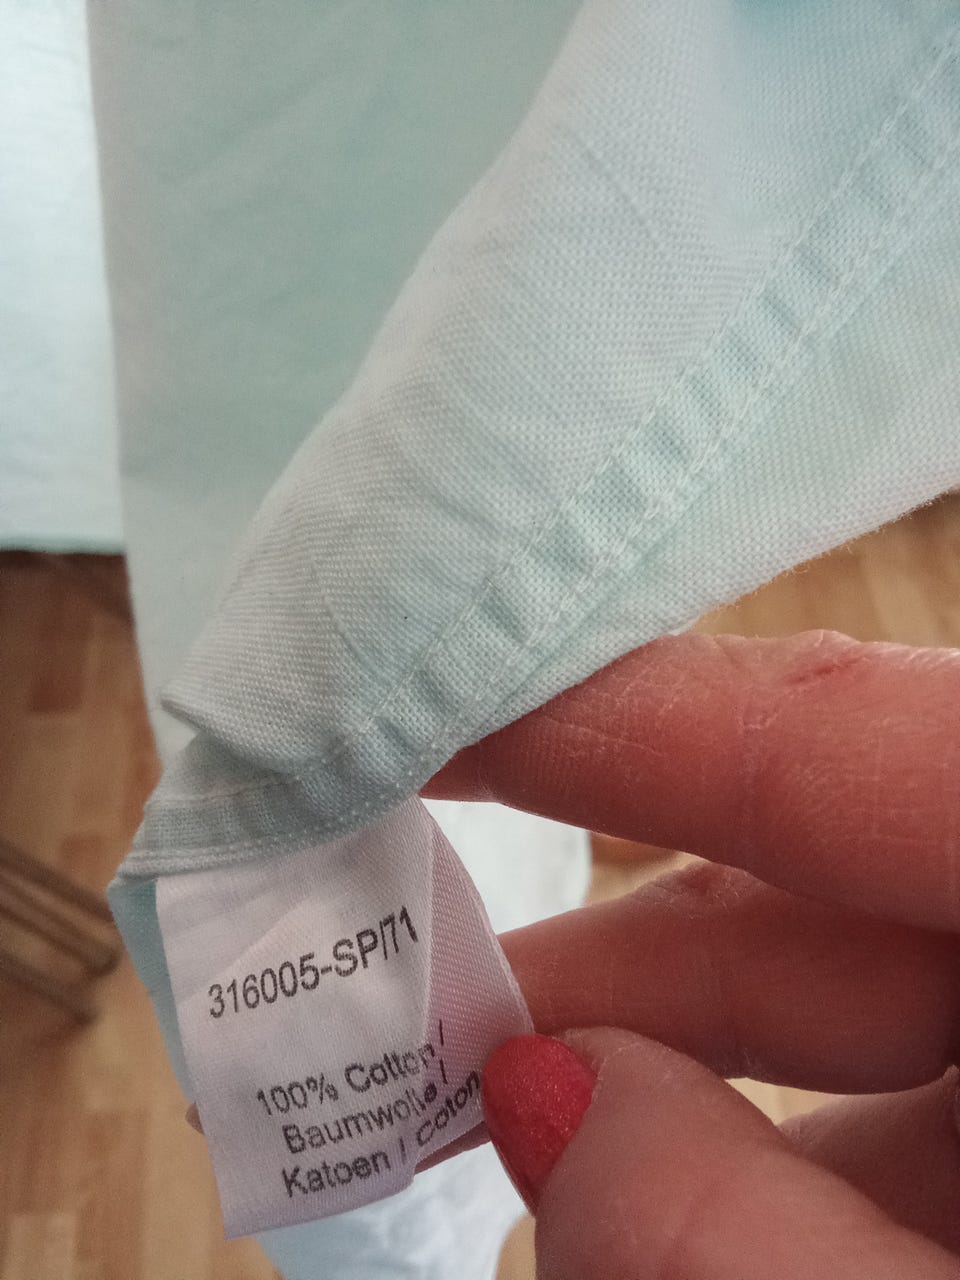 316005-SP/71
100% Cotton /
Baumwolle /
Katoen / Coton